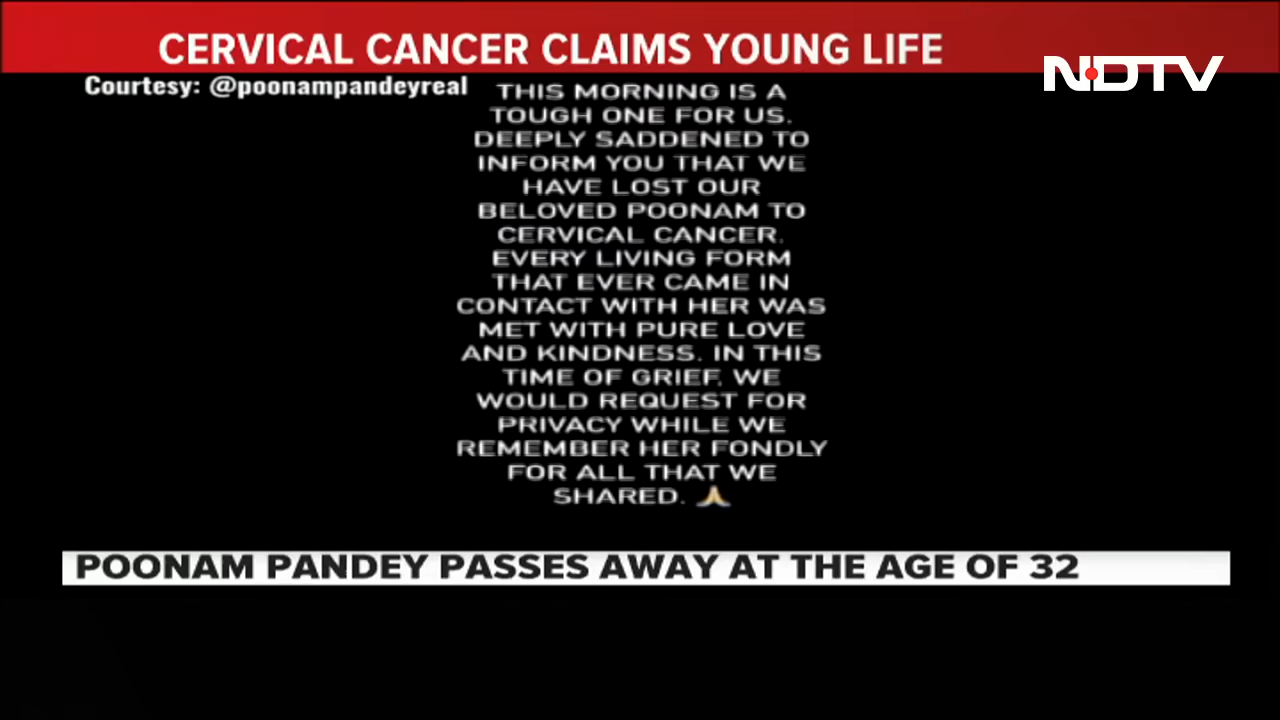 CERVICAL CANCER CLAIMS YOUNG LIFE
NDTV
Courtesy: @poonampandeyreal
THIS MORNING IS A
TOUGH ONE FOR US.
DEEPLY SADDENED TO
INFORM YOU THAT WE
HAVE LOST OUR
BELOVED POONAM TO
CERVICAL CANCER.
EVERY LIVING FORM
THAT EVER CAME IN
CONTACT WITH HER WAS
MET WITH PURE LOVE
AND KINDNESS. IN THIS
TIME OF GRIEF, WE
WOULD REQUEST FOR
PRIVACY WHILE WE
REMEMBER HER FONDLY
FOR ALL THAT WE
SHARED. 🙏🏼
POONAM PANDEY PASSES AWAY AT THE AGE OF 32